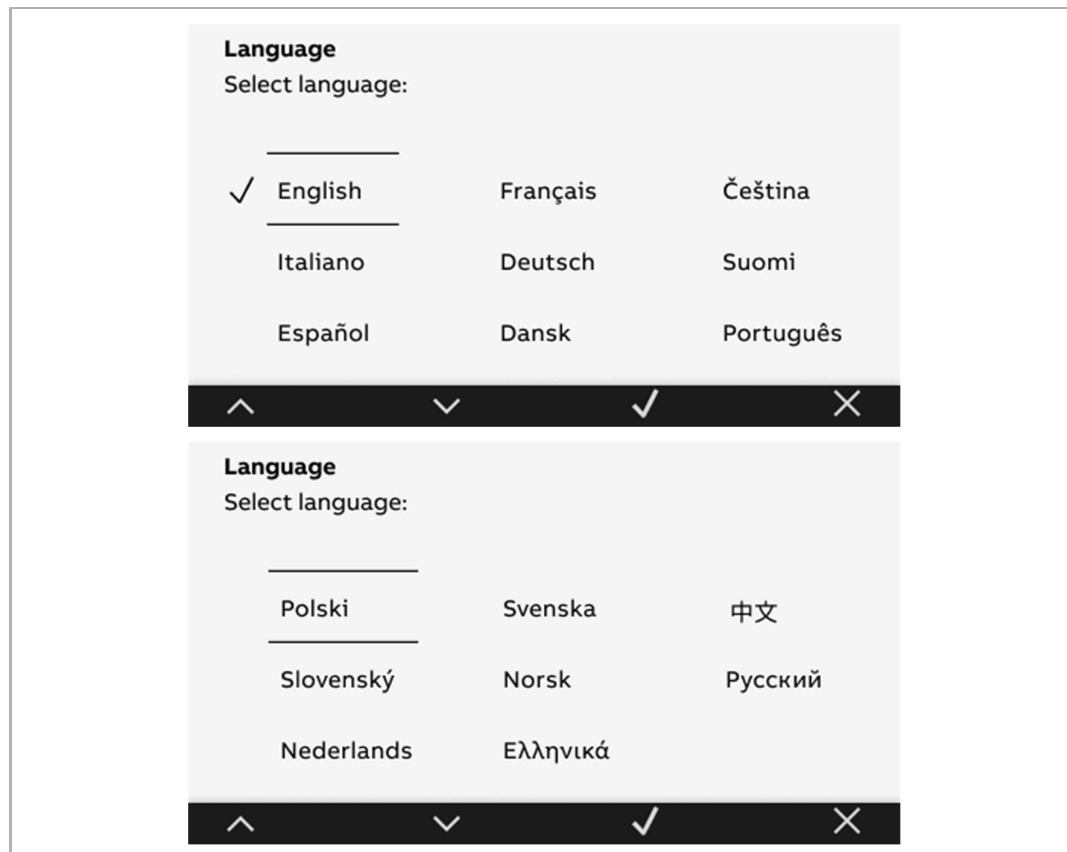 Language
Select language:
English Français Čeština
Italiano Deutsch Suomi
Español Dansk Português
Language
Select language:
Polski Svenska 中文
Slovenský Norsk Русский
Nederlands Ελληνικά